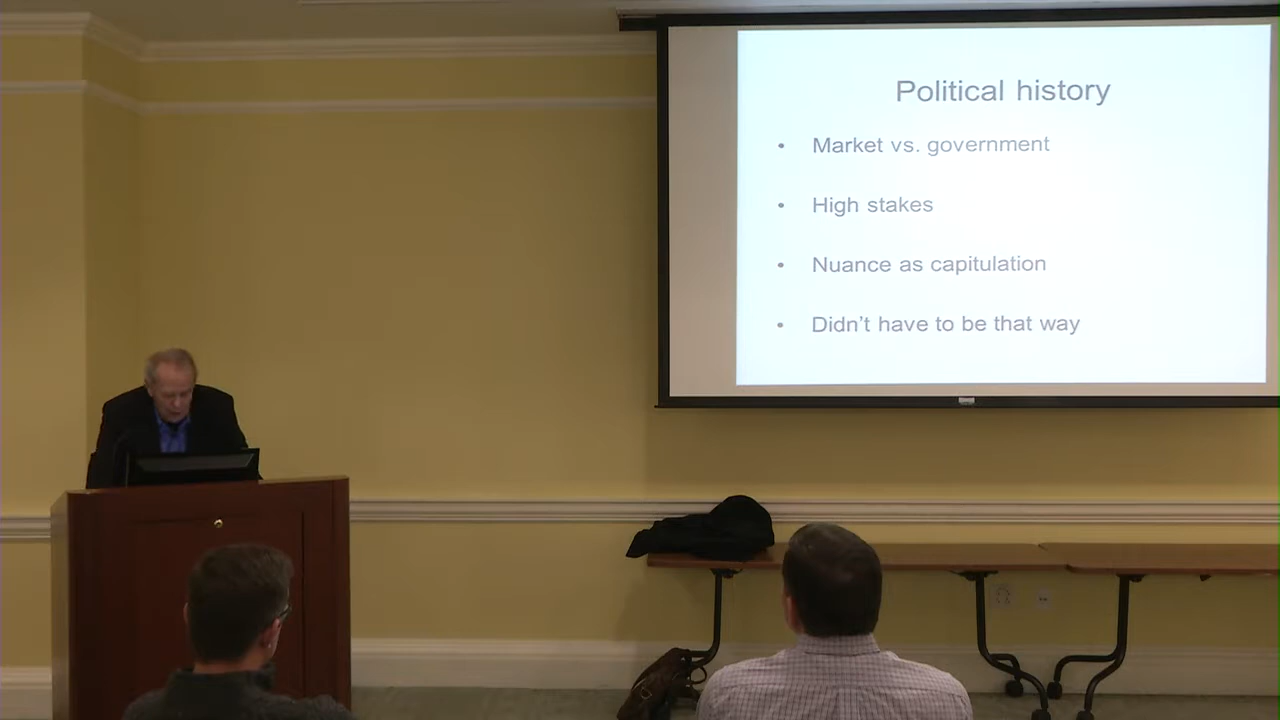 Political history
• Market vs. government
• High stakes
• Nuance as capitulation
• Didn't have to be that way